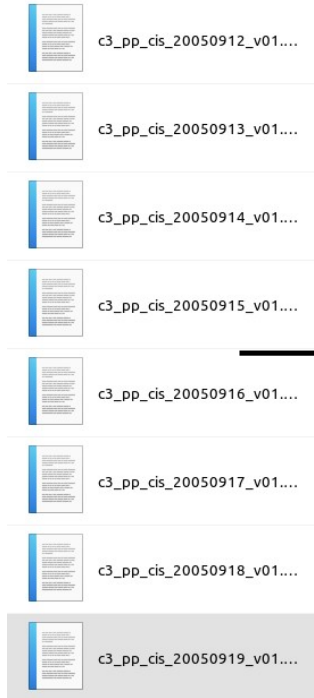 c3_pp_cis_20050912_v01....
c3_pp_cis_20050913_v01....
c3_pp_cis_20050914_v01....
c3_pp_cis_20050915_v01....
c3_pp_cis_20050916_v01....
c3_pp_cis_20050917_v01....
c3_pp_cis_20050918_v01....
c3_pp_cis_20050919_v01....